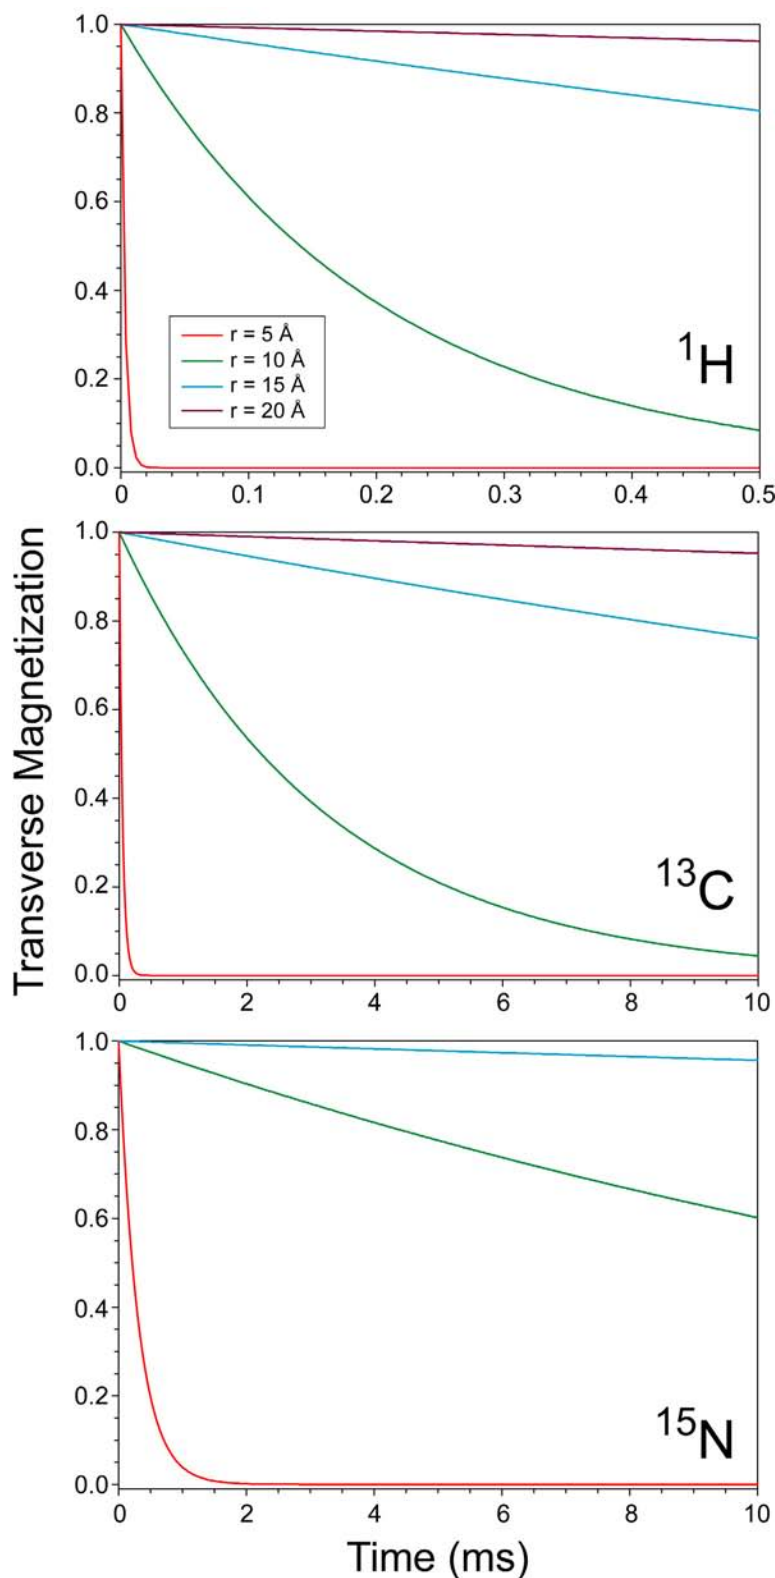 1.0
0.8
0.6
0.4
0.2
0.0
r = 5 Å
r = 10 Å
r = 15 Å
r = 20 Å
¹H
0 0.1 0.2 0.3 0.4 0.5
Transverse Magnetization
1.0
0.8
0.6
0.4
0.2
0.0
¹³C
0 2 4 6 8 10
1.0
0.8
0.6
0.4
0.2
0.0
¹⁵N
0 2 4 6 8 10
Time (ms)